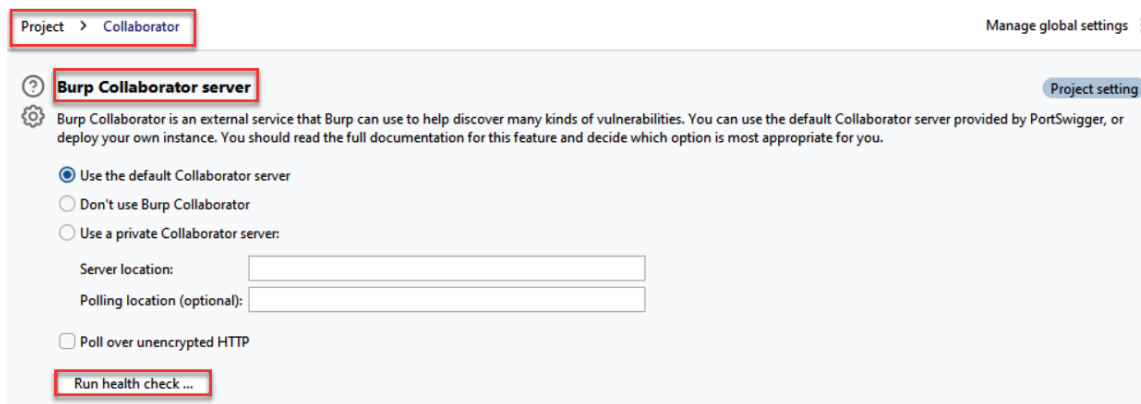 Project > Collaborator
Manage global settings
Burp Collaborator server
Project setting
Burp Collaborator is an external service that Burp can use to help discover many kinds of vulnerabilities. You can use the default Collaborator server provided by PortSwigger, or
deploy your own instance. You should read the full documentation for this feature and decide which option is most appropriate for you.
Use the default Collaborator server
Don't use Burp Collaborator
Use a private Collaborator server:
Server location:
Polling location (optional):
Poll over unencrypted HTTP
Run health check ...